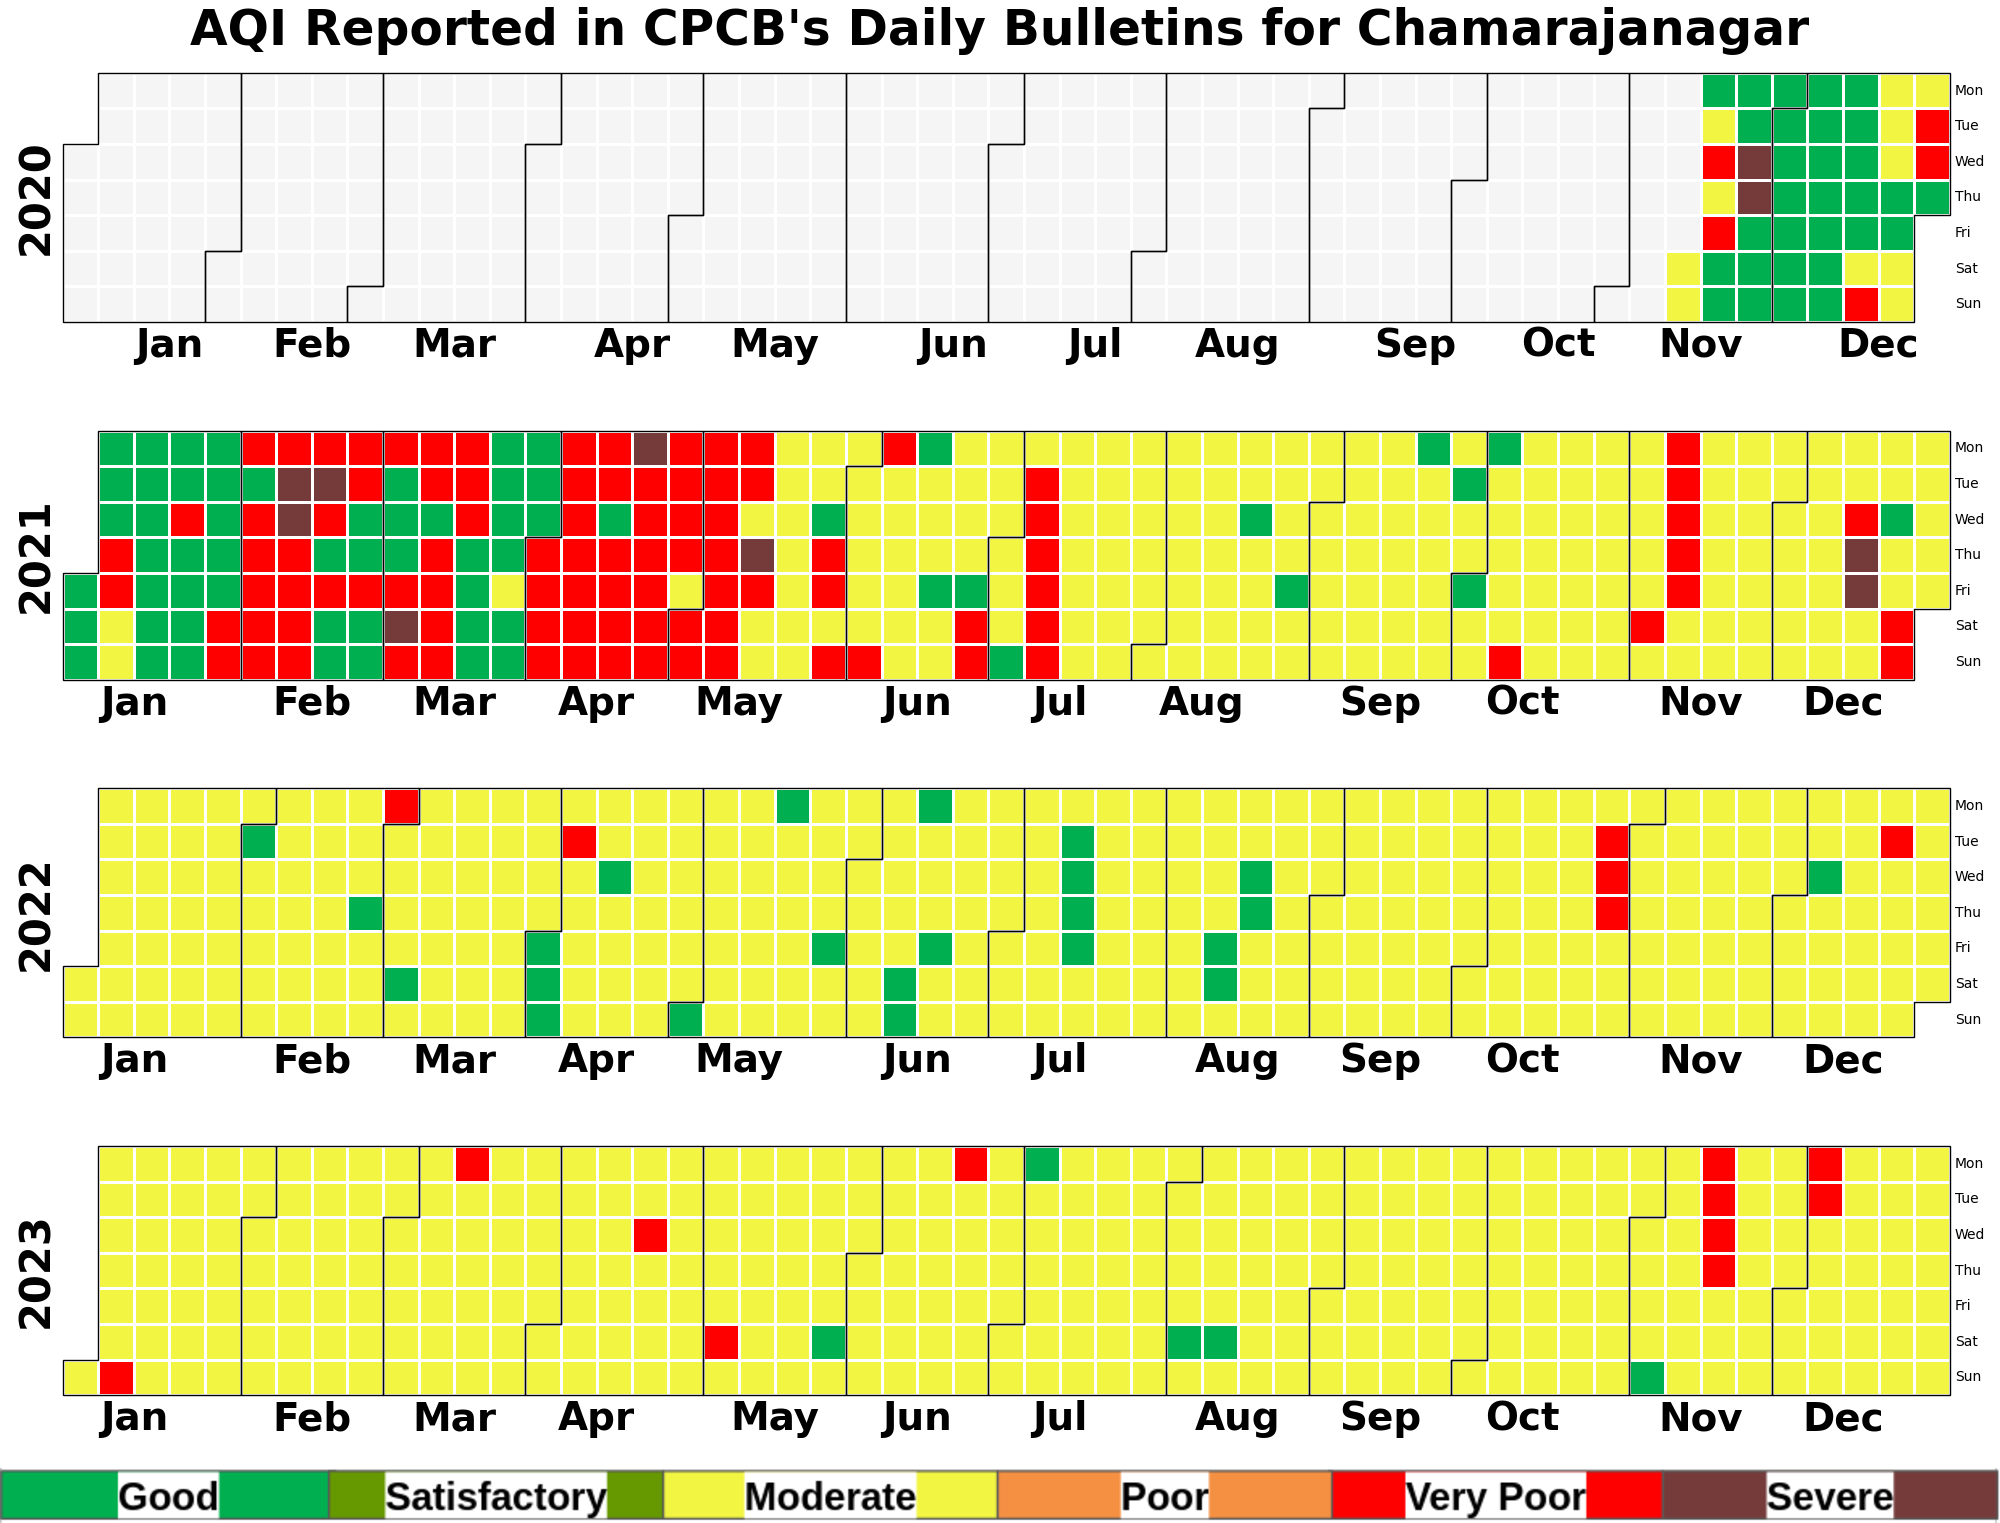 AQI Reported in CPCB's Daily Bulletins for Chamarajanagar
2020
Mon
Tue
Wed
Thu
Fri
Sat
Sun
Jan Feb Mar Apr May Jun Jul Aug Sep Oct Nov Dec
2021
Mon
Tue
Wed
Thu
Fri
Sat
Sun
Jan Feb Mar Apr May Jun Jul Aug Sep Oct Nov Dec
2022
Mon
Tue
Wed
Thu
Fri
Sat
Sun
Jan Feb Mar Apr May Jun Jul Aug Sep Oct Nov Dec
2023
Mon
Tue
Wed
Thu
Fri
Sat
Sun
Jan Feb Mar Apr May Jun Jul Aug Sep Oct Nov Dec
Good Satisfactory Moderate Poor Very Poor Severe